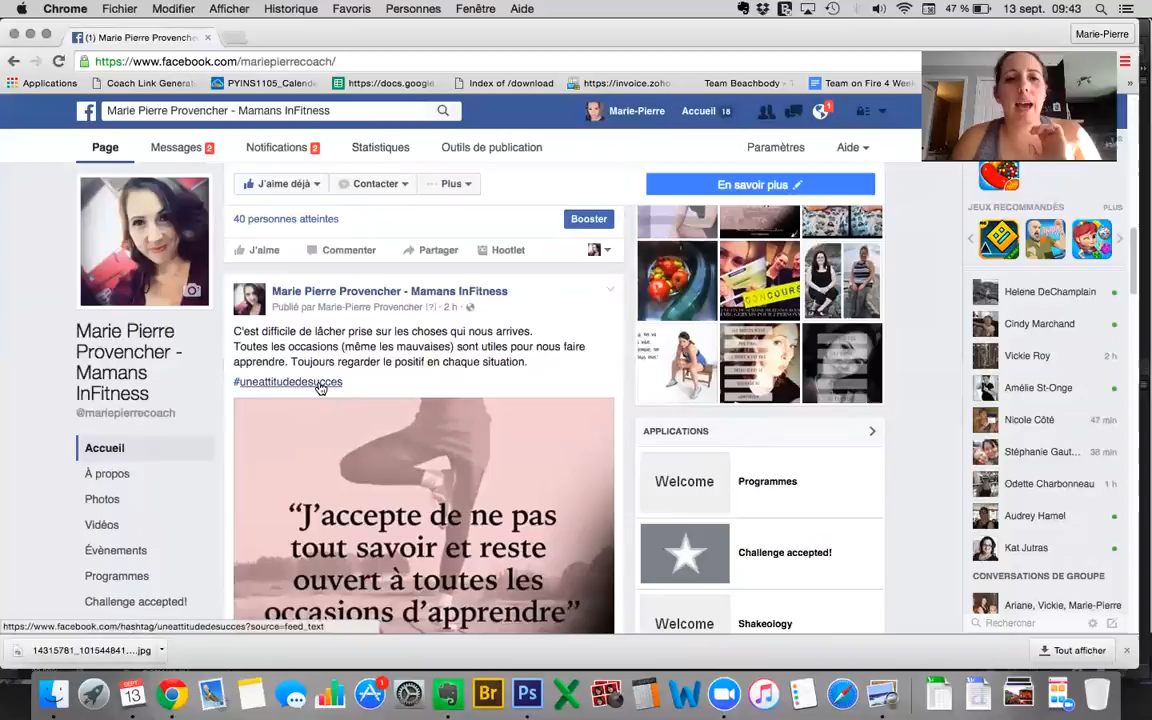 Chrome Fichier Modifier Afficher Historique Favoris Personnes Fenêtre Aide 47 % 13 sept. 09:43
(1) Marie Pierre Provenche × Marie-Pierre
https://www.facebook.com/mariepierrecoach/
Applications Coach Link Generat PYINS1105_Calend https://docs.google Index of /download https://invoice.zoho Team Beachbody - Team on Fire 4 Week »
Marie Pierre Provencher - Mamans InFitness Marie-Pierre Accueil 18 1
Page Messages 2 Notifications 2 Statistiques Outils de publication Paramètres Aide
J'aime déjà Contacter ··· Plus En savoir plus
40 personnes atteintes Booster
J'aime Commenter Partager Hootlet
Marie Pierre Provencher - Mamans InFitness
Publié par Marie-Pierre Provencher [?] · 2 h ·
C'est difficile de lâcher prise sur les choses qui nous arrives.
Toutes les occasions (même les mauvaises) sont utiles pour nous faire
apprendre. Toujours regarder le positif en chaque situation.
#uneattitudedesucces
“J'accepte de ne pas
tout savoir et reste
ouvert à toutes les
occasions d'apprendre”
Marie Pierre
Provencher -
Mamans
InFitness
@mariepierrecoach
Accueil
À propos
Photos
Vidéos
Évènements
Programmes
Challenge accepted!
CONCOURS
APPLICATIONS
Welcome Programmes
Challenge accepted!
Welcome Shakeology
JEUX RECOMMANDÉS PLUS
Helene DeChamplain
Cindy Marchand
Vickie Roy 2 h
Amélie St-Onge
Nicole Côté 47 min
Stéphanie Gaut... 38 min
Odette Charbonneau 1 h
Audrey Hamel
Kat Jutras
CONVERSATIONS DE GROUPE
Ariane, Vickie, Marie-Pierre
Rechercher
https://www.facebook.com/hashtag/uneattitudedesucces?source=feed_text
14315781_101544841....jpg Tout afficher ×
SEP 13 1 Br Ps